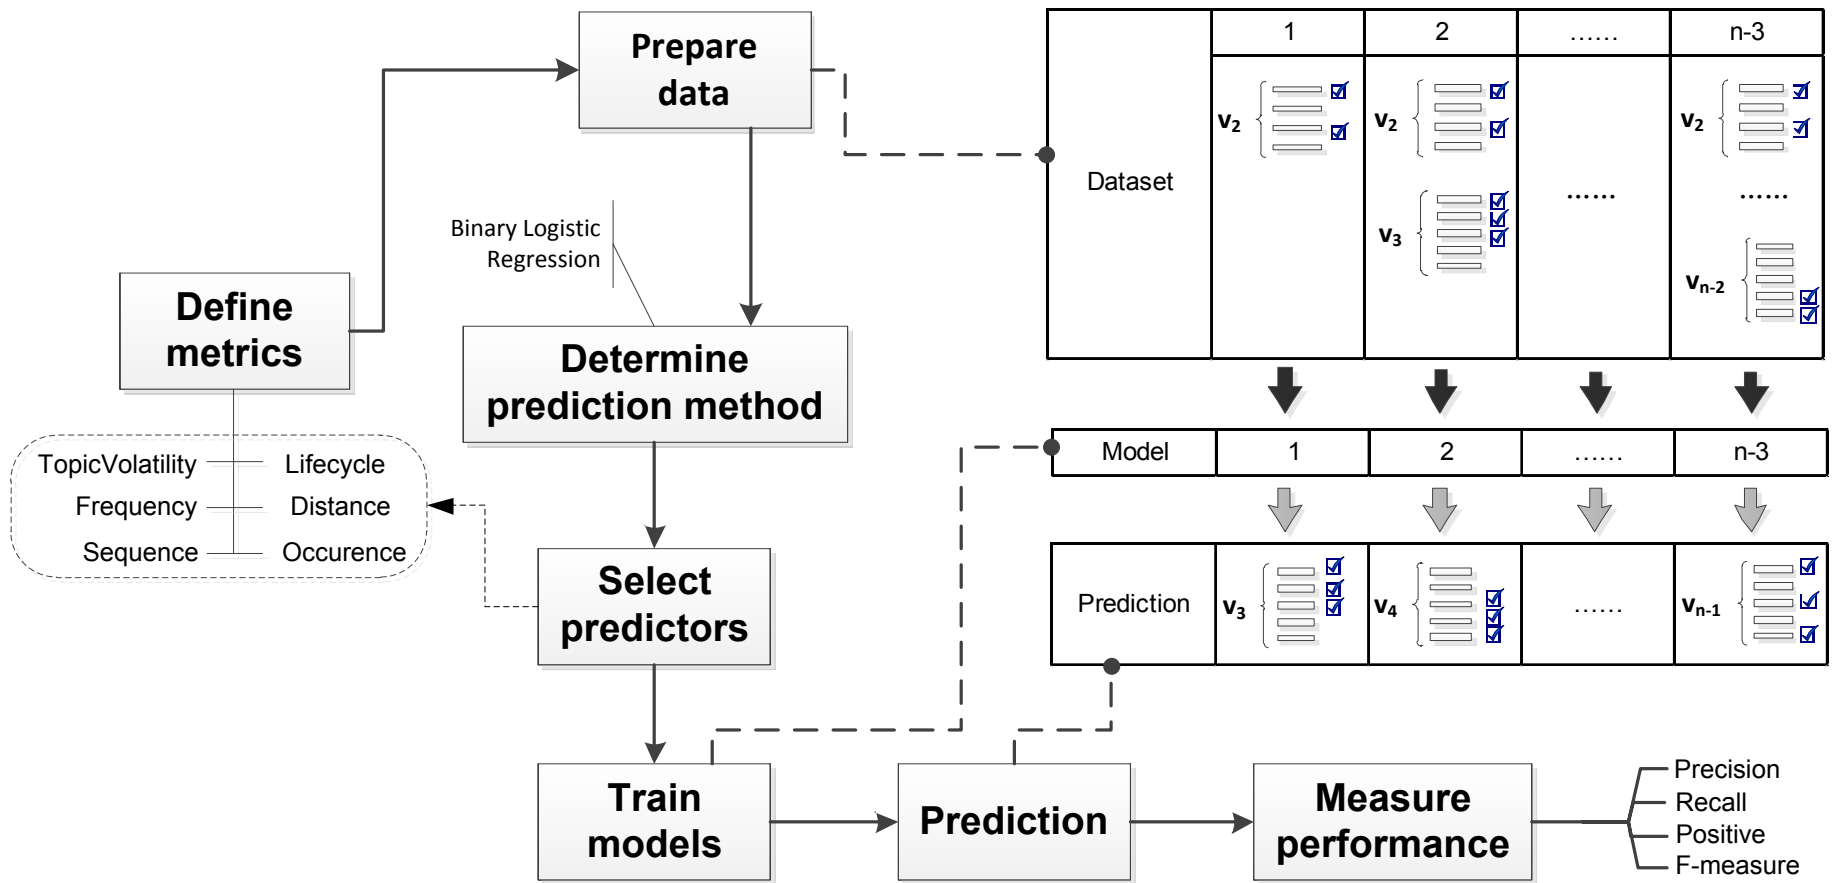 Prepare
data
Binary Logistic
Regression
Define
metrics
Determine
prediction method
TopicVolatility
Lifecycle
Frequency
Distance
Sequence
Occurence
Select
predictors
Train
models
Prediction
Measure
performance
Precision
Recall
Positive
F-measure
1 2 ...... n-3
Dataset
v2 v2 v2
...... ......
v3
vn-2
Model 1 2 ...... n-3
Prediction v3 v4 ...... vn-1